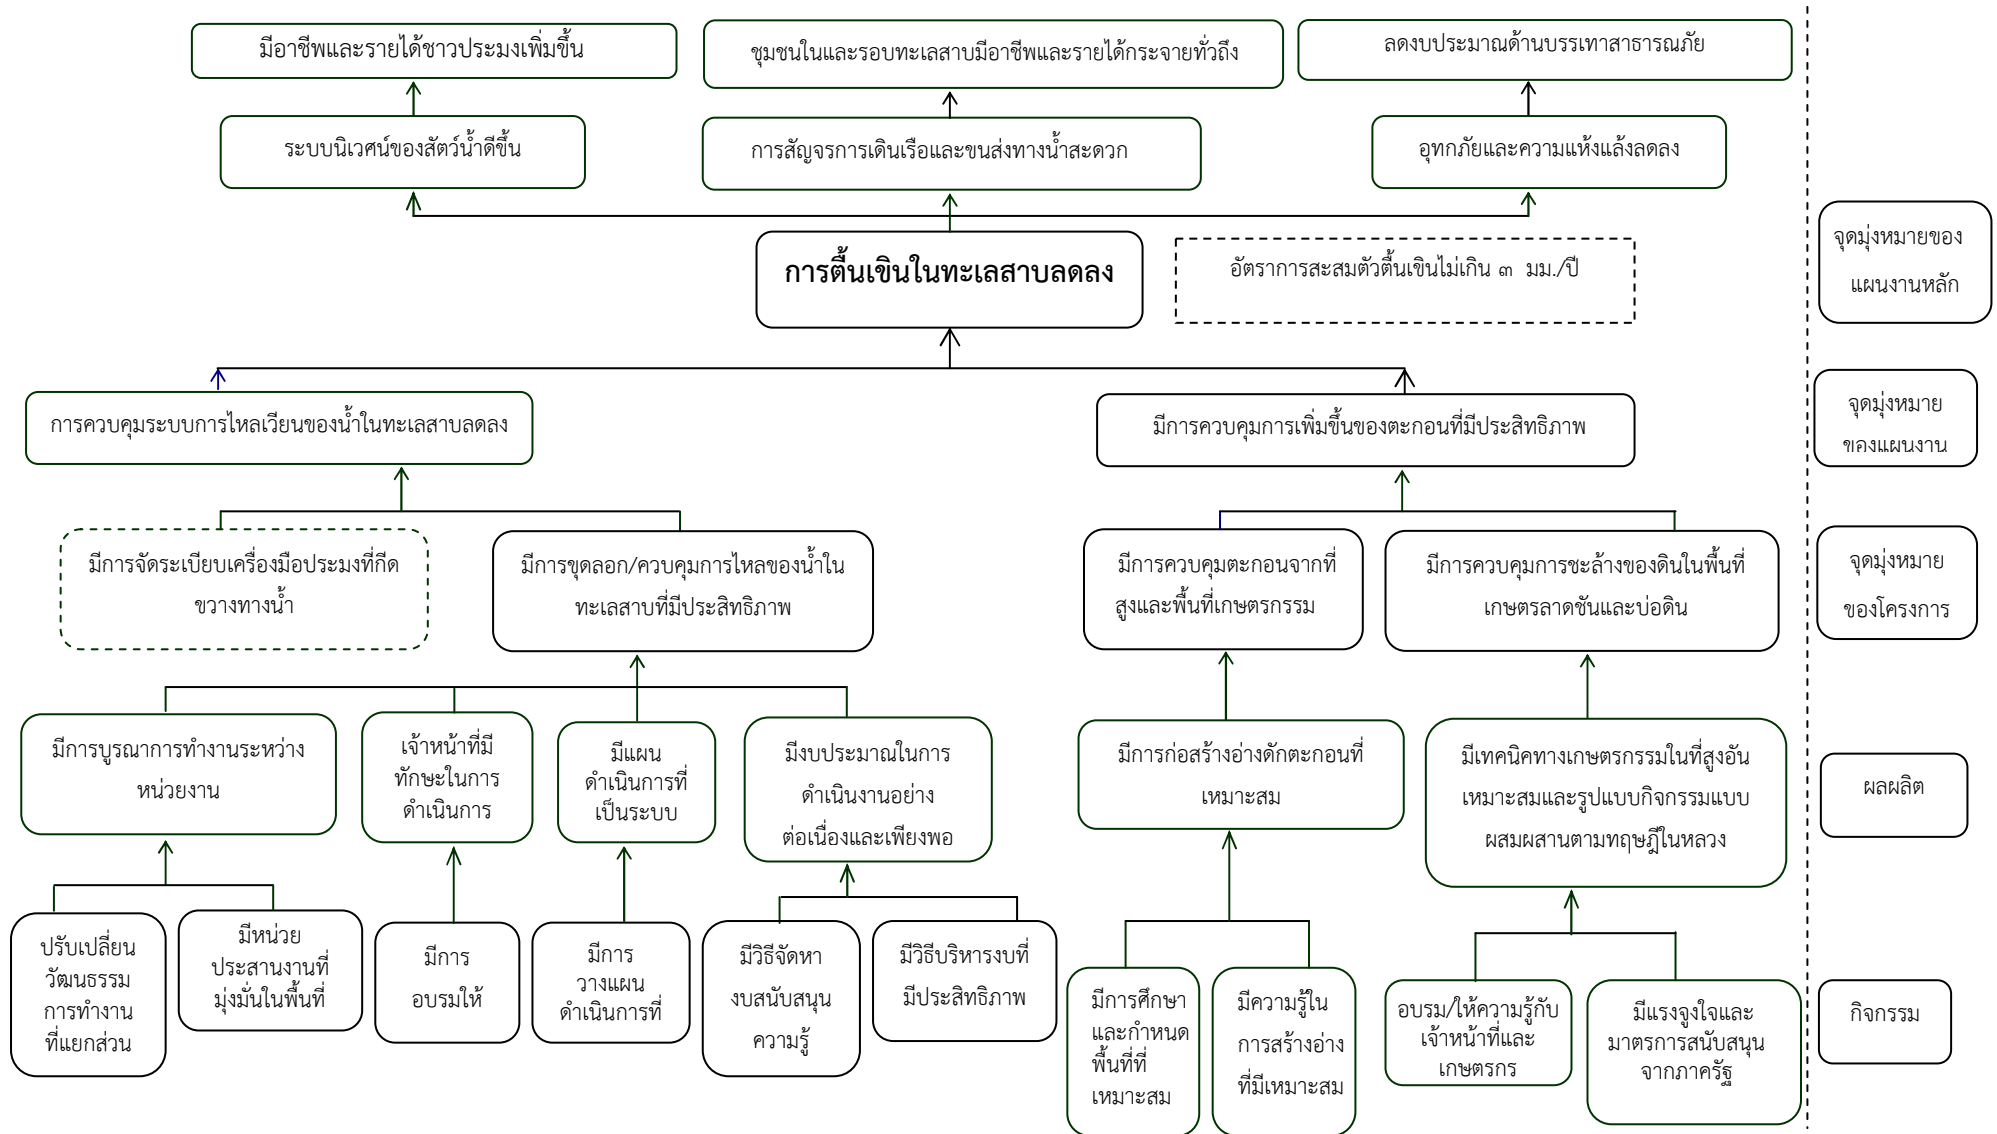 มีอาชีพและรายได้ชาวประมงเพิ่มขึ้น
ชุมชนในและรอบทะเลสาบมีอาชีพและรายได้กระจายทั่วถึง
ลดงบประมาณด้านบรรเทาสาธารณภัย
ระบบนิเวศน์ของสัตว์น้ำดีขึ้น
การสัญจรการเดินเรือและขนส่งทางน้ำสะดวก
อุทกภัยและความแห้งแล้งลดลง
การตื้นเขินในทะเลสาบลดลง
อัตราการสะสมตัวตื้นเขินไม่เกิน ๓ มม./ปี
จุดมุ่งหมายของ
แผนงานหลัก
การควบคุมระบบการไหลเวียนของน้ำในทะเลสาบลดลง
มีการควบคุมการเพิ่มขึ้นของตะกอนที่มีประสิทธิภาพ
จุดมุ่งหมาย
ของแผนงาน
มีการจัดระเบียบเครื่องมือประมงที่กีด
ขวางทางน้ำ
มีการขุดลอก/ควบคุมการไหลของน้ำใน
ทะเลสาบที่มีประสิทธิภาพ
มีการควบคุมตะกอนจากที่
สูงและพื้นที่เกษตรกรรม
มีการควบคุมการชะล้างของดินในพื้นที่
เกษตรลาดชันและบ่อดิน
จุดมุ่งหมาย
ของโครงการ
มีการบูรณาการทำงานระหว่าง
หน่วยงาน
เจ้าหน้าที่มี
ทักษะในการ
ดำเนินการ
มีแผน
ดำเนินการที่
เป็นระบบ
มีงบประมาณในการ
ดำเนินงานอย่าง
ต่อเนื่องและเพียงพอ
มีการก่อสร้างอ่างดักตะกอนที่
เหมาะสม
มีเทคนิคทางเกษตรกรรมในที่สูงอัน
เหมาะสมและรูปแบบกิจกรรมแบบ
ผสมผสานตามทฤษฎีในหลวง
ผลผลิต
ปรับเปลี่ยน
วัฒนธรรม
การทำงาน
ที่แยกส่วน
มีหน่วย
ประสานงานที่
มุ่งมั่นในพื้นที่
มีการ
อบรมให้
มีการ
วางแผน
ดำเนินการที่
มีวิธีจัดหา
งบสนับสนุน
ความรู้
มีวิธีบริหารงบที่
มีประสิทธิภาพ
มีการศึกษา
และกำหนด
พื้นที่ที่
เหมาะสม
มีความรู้ใน
การสร้างอ่าง
ที่มีเหมาะสม
อบรม/ให้ความรู้กับ
เจ้าหน้าที่และ
เกษตรกร
มีแรงจูงใจและ
มาตรการสนับสนุน
จากภาครัฐ
กิจกรรม